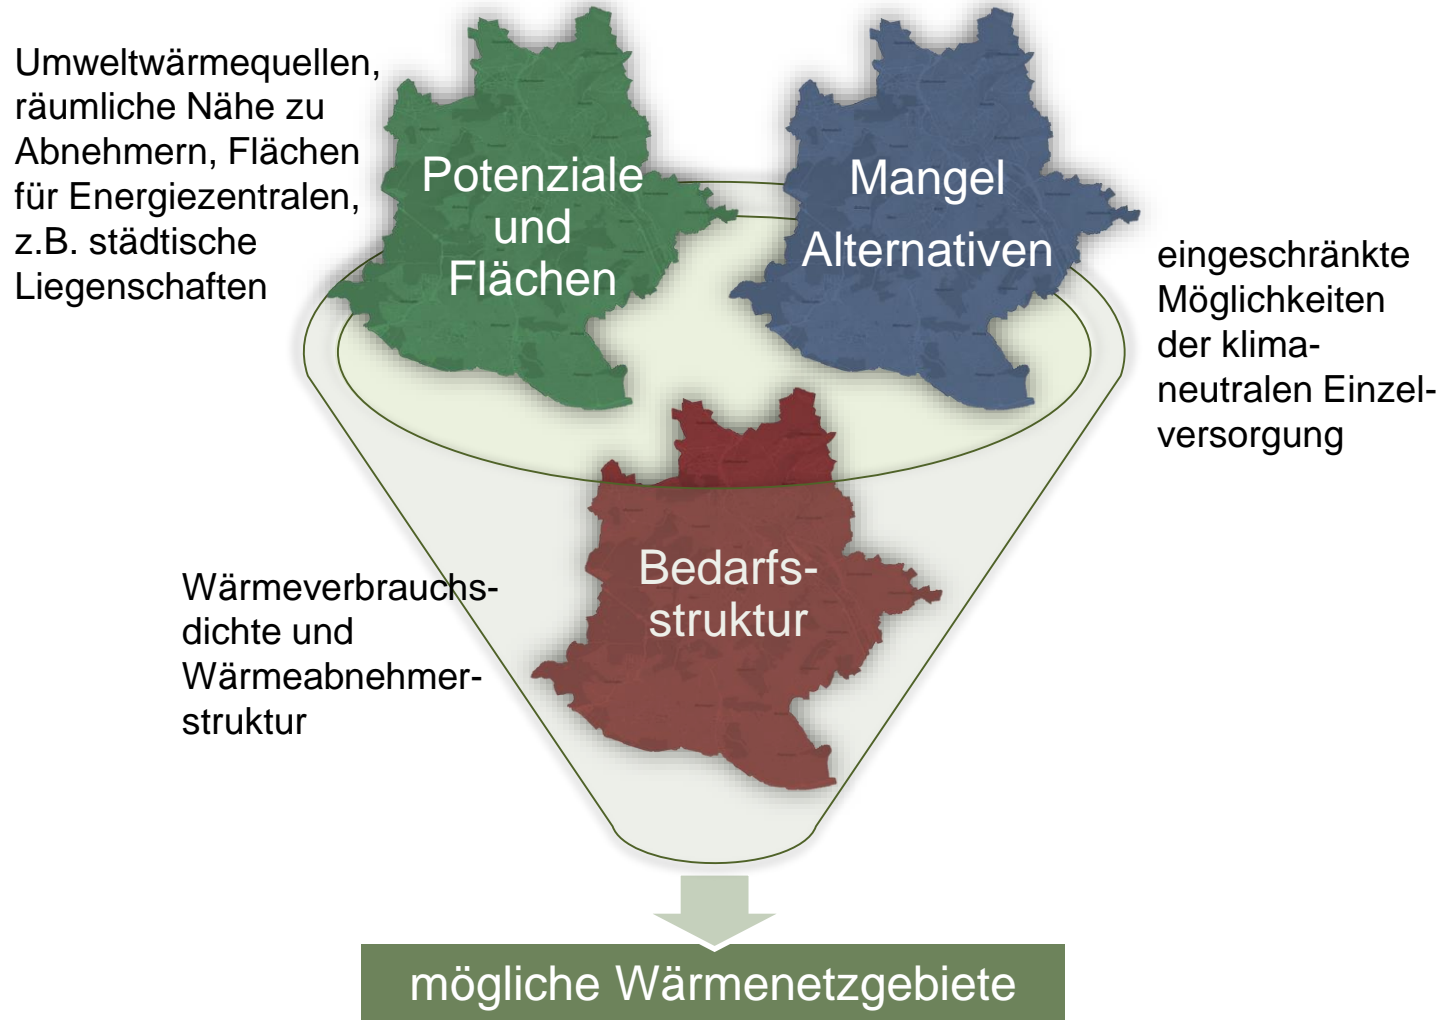 Umweltwärmequellen,
räumliche Nähe zu
Abnehmern, Flächen
für Energiezentralen,
z.B. städtische
Liegenschaften
Potenziale
und
Flächen
Mangel
Alternativen
eingeschränkte
Möglichkeiten
der klima-
neutralen Einzel-
versorgung
Bedarfs-
struktur
Wärmeverbrauchs-
dichte und
Wärmeabnehmer-
struktur
mögliche Wärmenetzgebiete